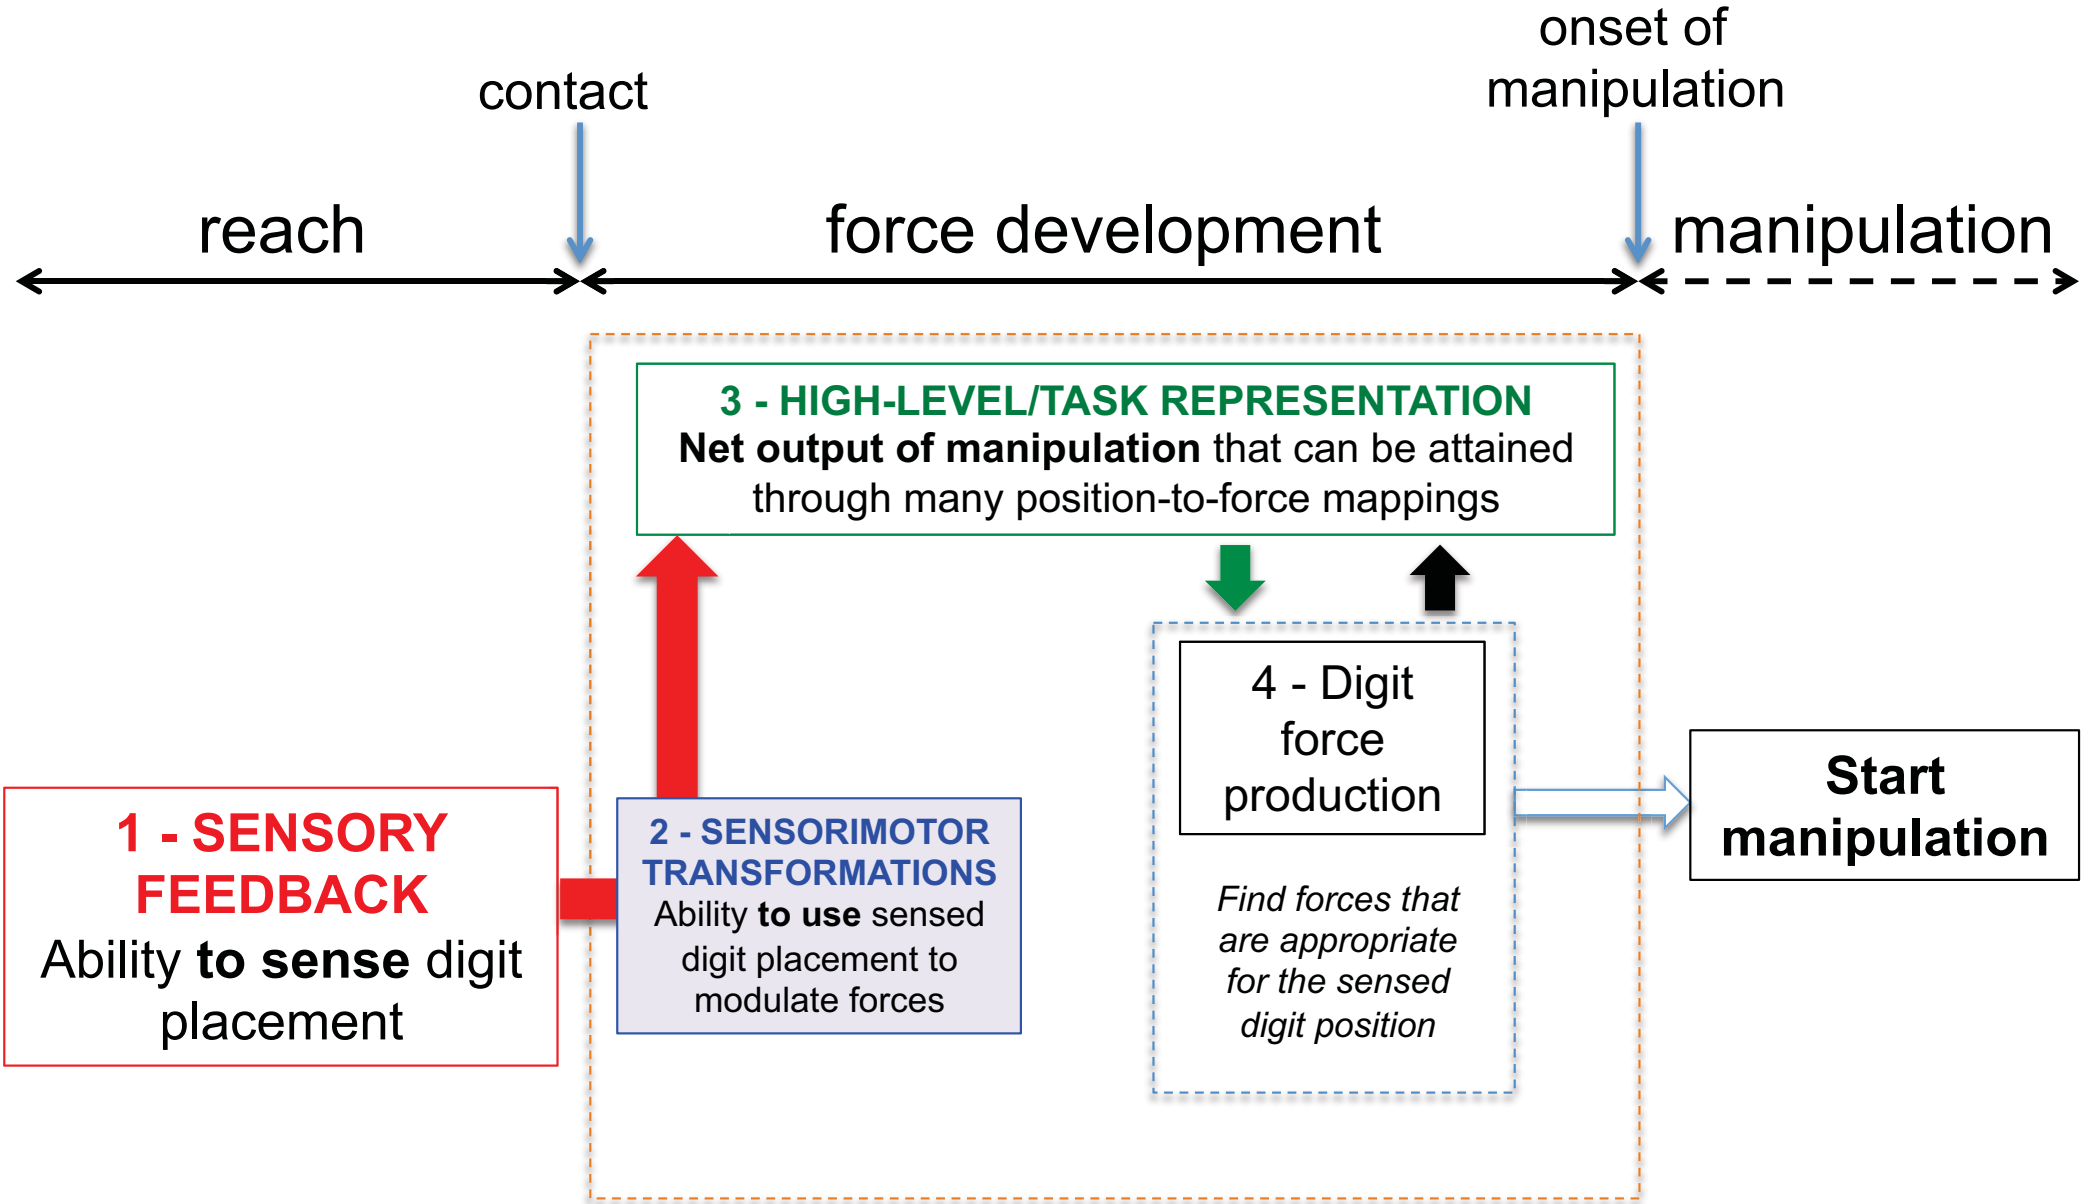 onset of
manipulation
contact
reach
force development
manipulation
3 - HIGH-LEVEL/TASK REPRESENTATION
Net output of manipulation that can be attained
through many position-to-force mappings
1 - SENSORY
FEEDBACK
Ability to sense digit
placement
2 - SENSORIMOTOR
TRANSFORMATIONS
Ability to use sensed
digit placement to
modulate forces
4 - Digit
force
production
Find forces that
are appropriate
for the sensed
digit position
Start
manipulation